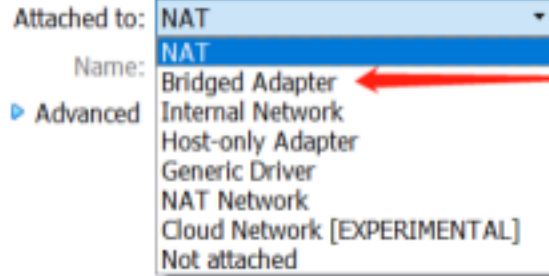 Attached to: NAT
NAT
Name:
Bridged Adapter
Advanced
Internal Network
Host-only Adapter
Generic Driver
NAT Network
Cloud Network [EXPERIMENTAL]
Not attached